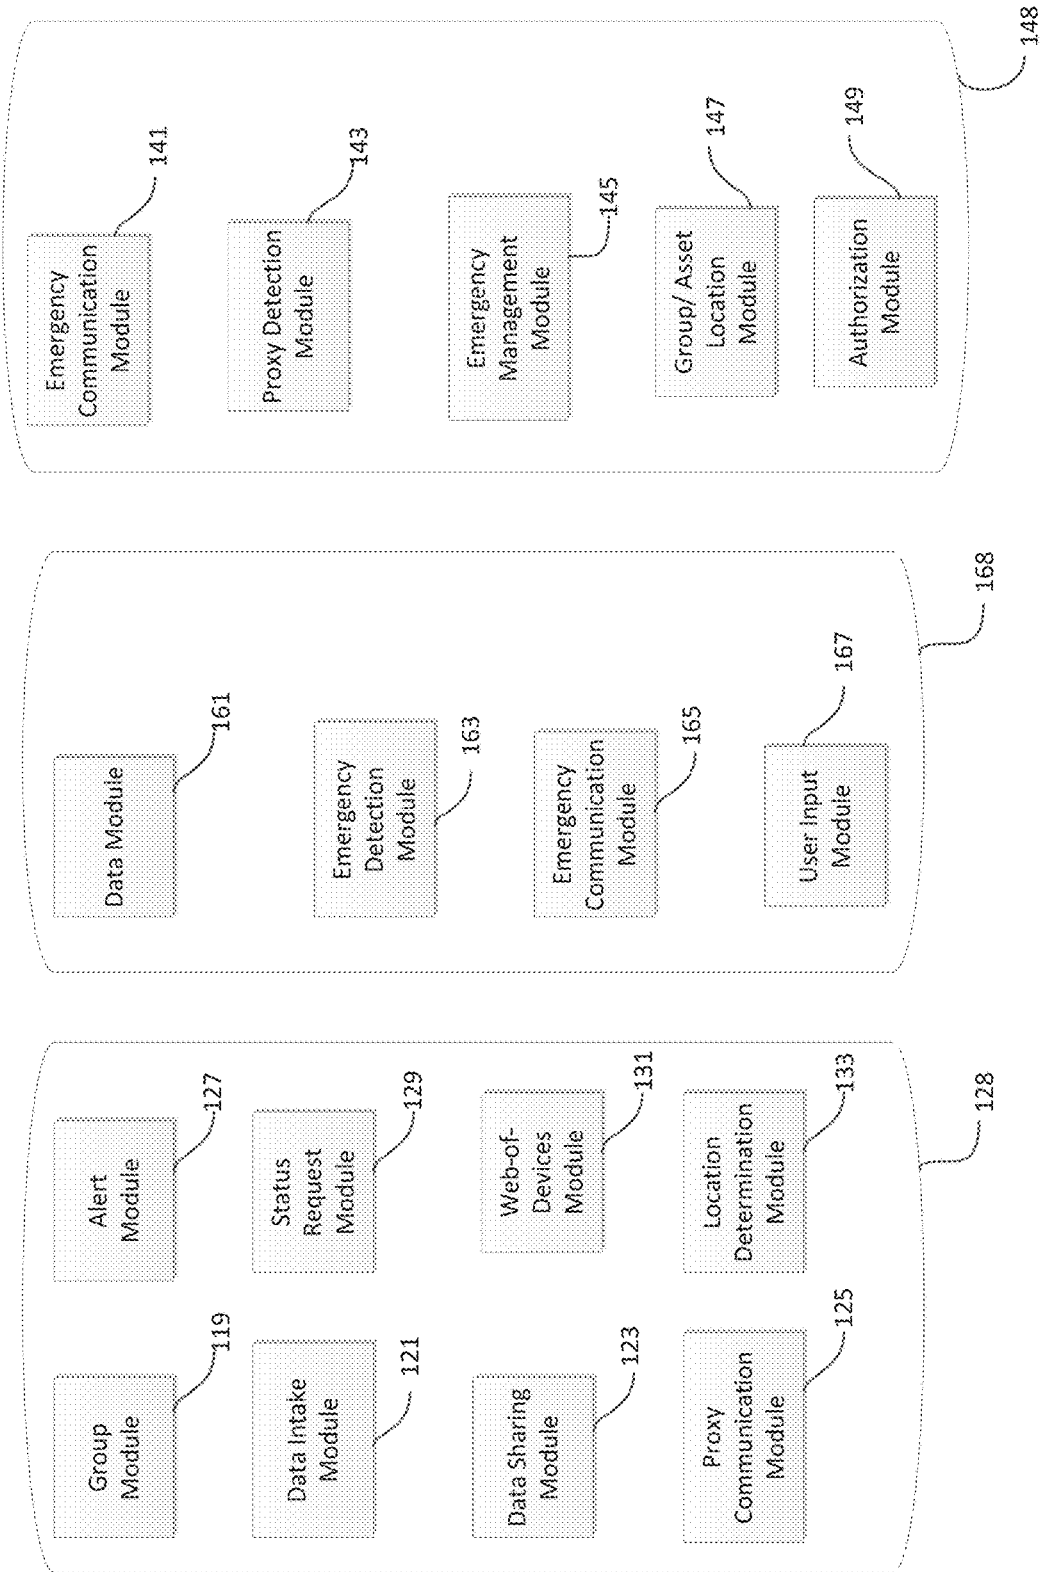 Group
Module
119
Alert
Module
127
Data Intake
Module
121
Status
Request
Module
129
Data Sharing
Module
123
Web-of-
Devices
Module
131
Proxy
Communication
Module
125
Location
Determination
Module
133
128
Data Module
161
Emergency
Detection
Module
163
Emergency
Communication
Module
165
User Input
Module
167
168
Emergency
Communication
Module
141
Proxy Detection
Module
143
Emergency
Management
Module
145
Group/ Asset
Location
Module
147
Authorization
Module
149
148